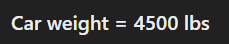 Car weight = 4500 lbs